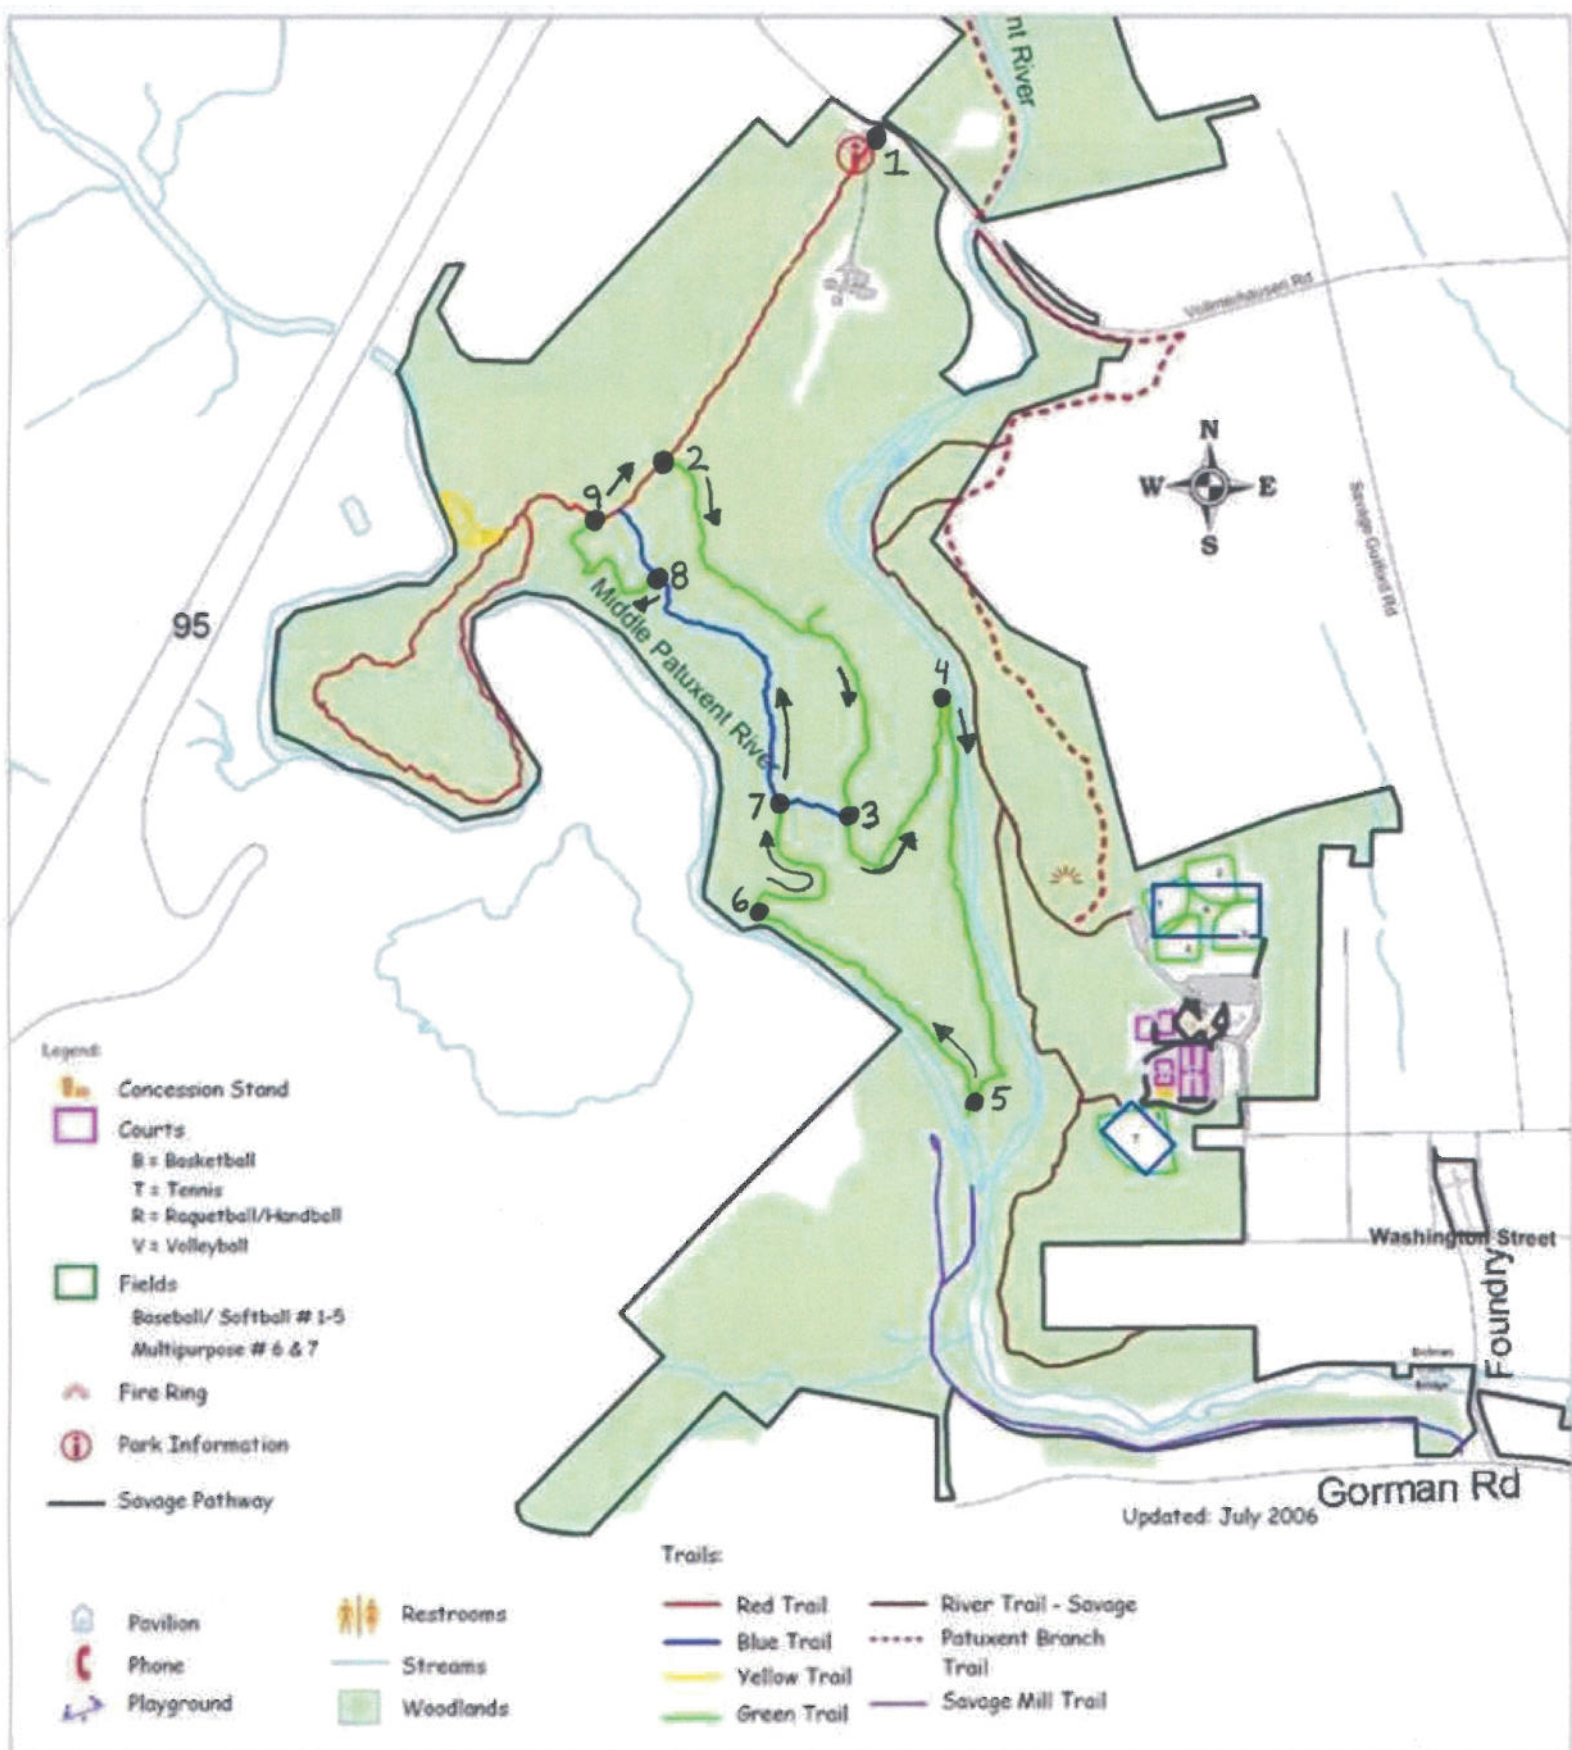 nt River
1
Vollmerhausen Rd
N
W E
S
2
9
8
Middle Patuxent River
Savage Guilford Rd
95
4
7
3
6
5
Washington Street
Foundry
Gorman Rd
Updated: July 2006
Legend:
Concession Stand
Courts
B = Basketball
T = Tennis
R = Raquetball/Handball
V = Volleyball
Fields
Baseball/ Softball # 1-5
Multipurpose # 6 & 7
Fire Ring
Park Information
Savage Pathway
Pavilion
Phone
Playground
Restrooms
Streams
Woodlands
Trails:
Red Trail
Blue Trail
Yellow Trail
Green Trail
River Trail - Savage
Patuxent Branch
Trail
Savage Mill Trail